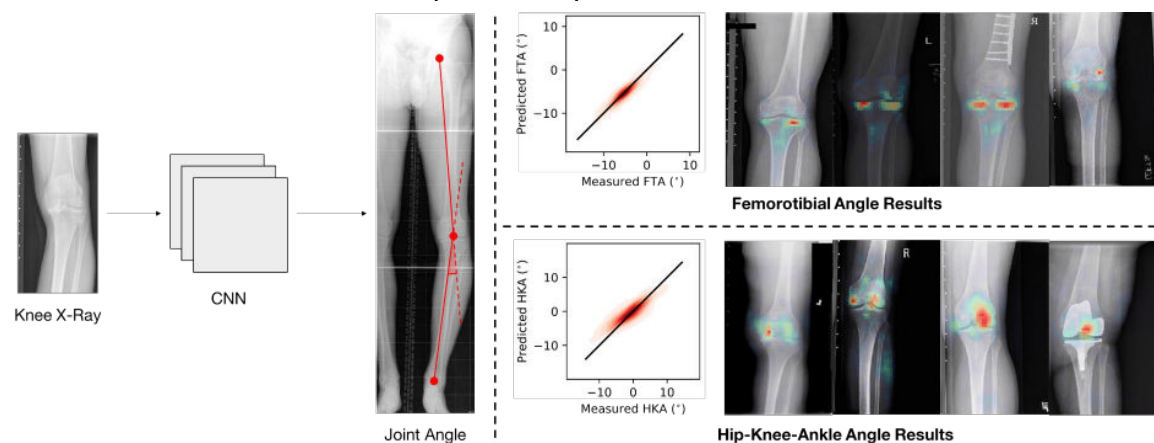 Knee X-Ray
CNN
Joint Angle
Predicted FTA (°)
0
−10
−10
0
10
Measured FTA (°)
L
R
Femorotibial Angle Results
Predicted HKA (°)
10
0
−10
−10
0
10
Measured HKA (°)
R
Hip-Knee-Ankle Angle Results